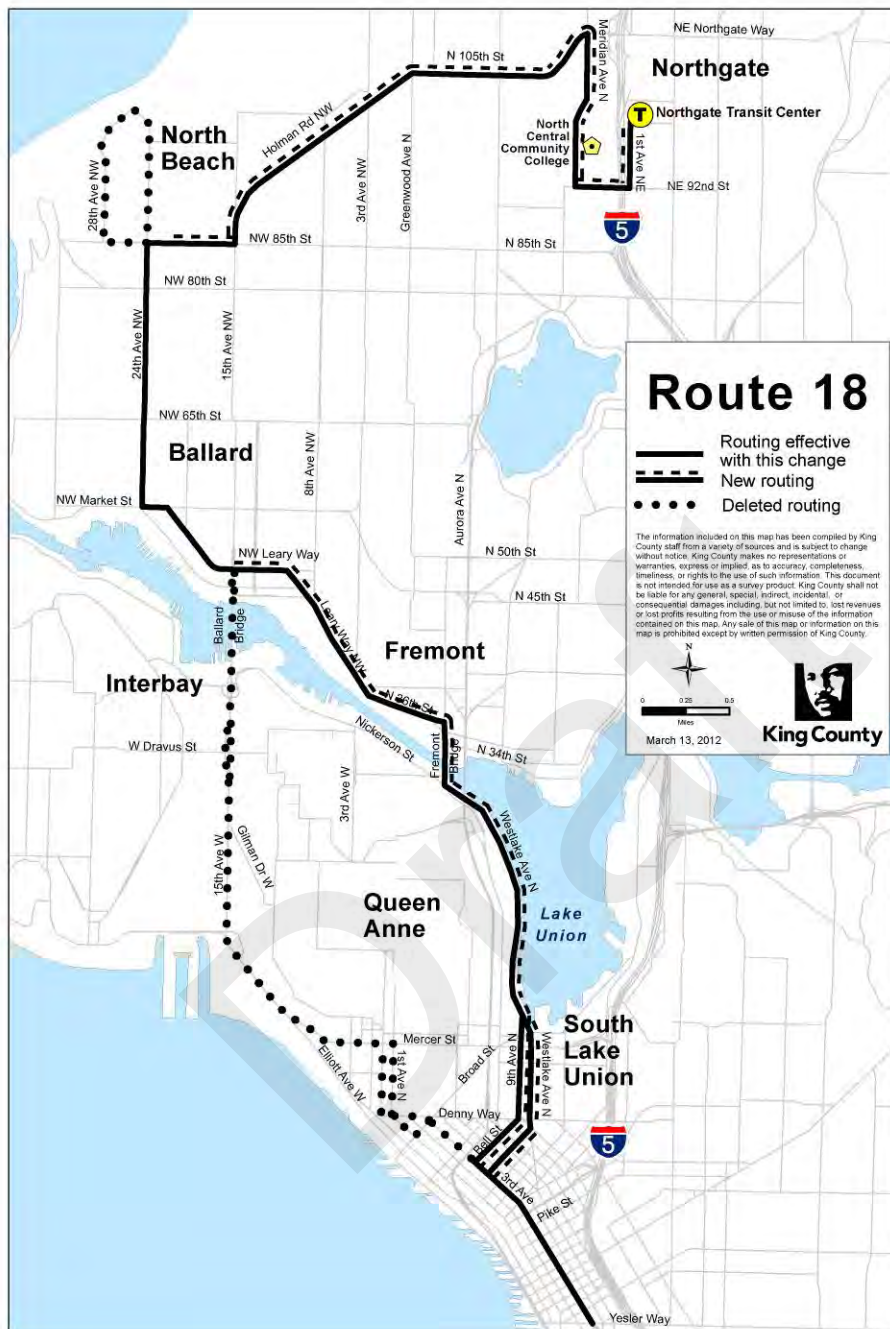 NE Northgate Way
N 105th St
Meridian Ave N
Northgate
Northgate Transit Center
T
North
Central
Community
College
1st Ave NE
NE 92nd St
5
North
Beach
Holman Rd NW
28th Ave NW
3rd Ave NW
Greenwood Ave N
NW 85th St
N 85th St
NW 80th St
24th Ave NW
15th Ave NW
NW 65th St
Ballard
8th Ave NW
Aurora Ave N
NW Market St
NW Leary Way
N 50th St
N 45th St
Leary Way NW
Ballard
Bridge
Fremont
Interbay
N 36th St
Nickerson St
Fremont
Bridge
N 34th St
W Dravus St
3rd Ave W
15th Ave W
Gilman Dr W
Westlake Ave N
Queen
Anne
Lake
Union
Mercer St
South
Lake
Union
Elliott Ave W
1st Ave N
Broad St
9th Ave N
Westlake Ave N
Denny Way
Bell St
5
3rd Ave
Pike St
Yesler Way
Route 18
Routing effective
with this change
New routing
Deleted routing
The information included on this map has been compiled by King
County staff from a variety of sources and is subject to change
without notice. King County makes no representations or
warranties, express or implied, as to accuracy, completeness,
timeliness, or rights to the use of such information. This document
is not intended for use as a survey product. King County shall not
be liable for any general, special, indirect, incidental, or
consequential damages including, but not limited to, lost revenues
or lost profits resulting from the use or misuse of the information
contained on this map. Any sale of this map or information on this
map is prohibited except by written permission of King County.
N
0 0.25 0.5
Miles
March 13, 2012
King County
Draft